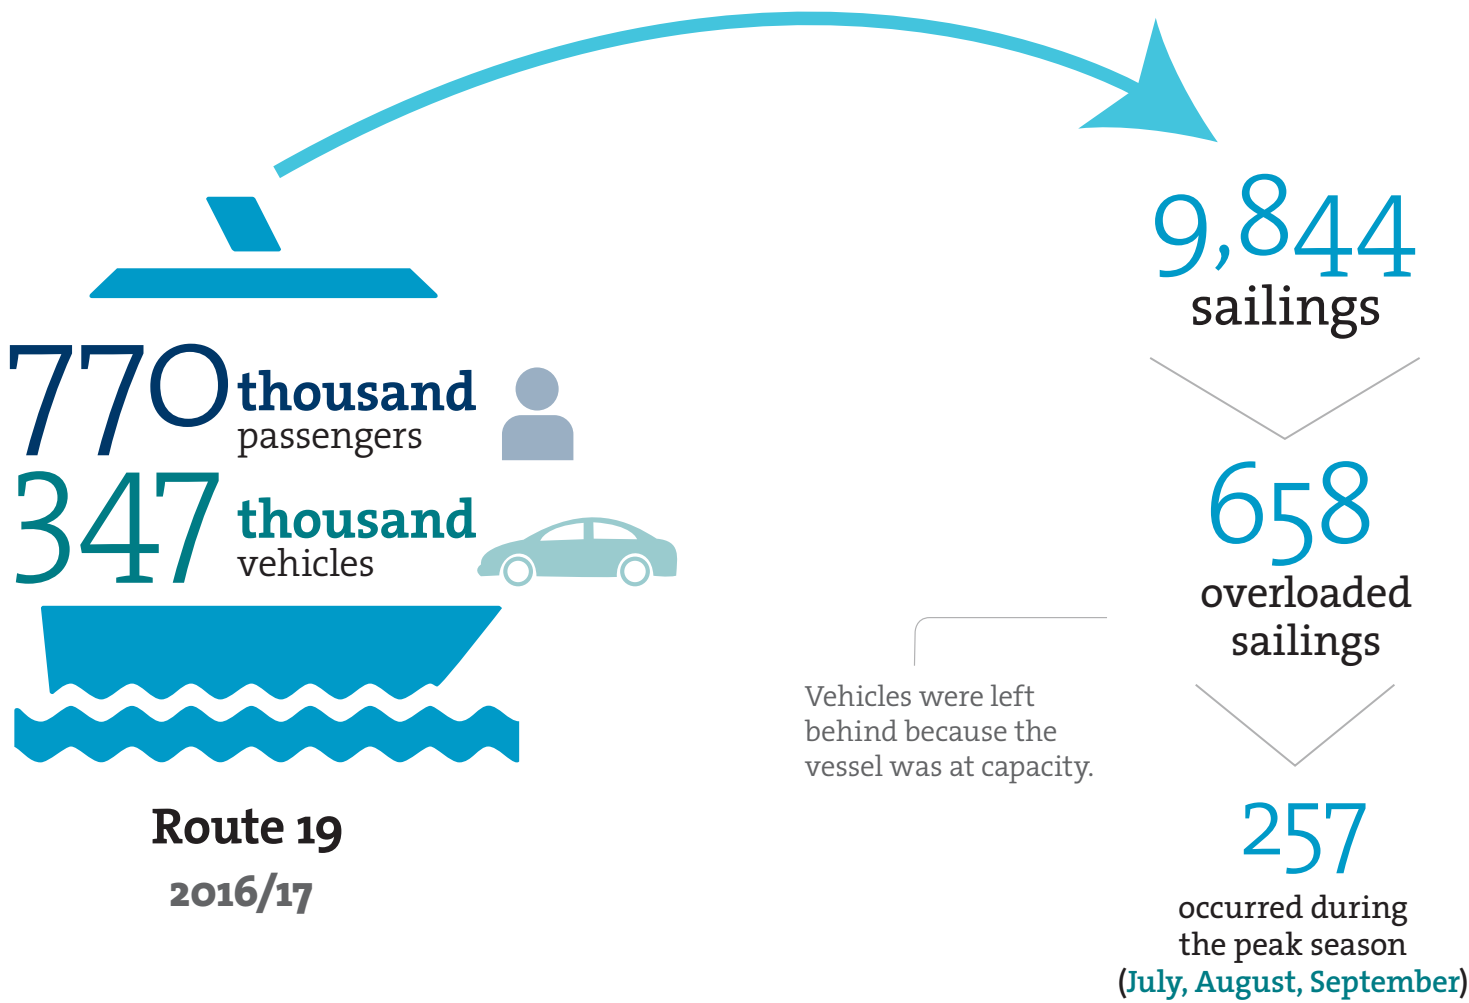 770 thousand
passengers
347 thousand
vehicles
Route 19
2016/17
9,844
sailings
658
overloaded
sailings
Vehicles were left
behind because the
vessel was at capacity.
257
occurred during
the peak season
(July, August, September)